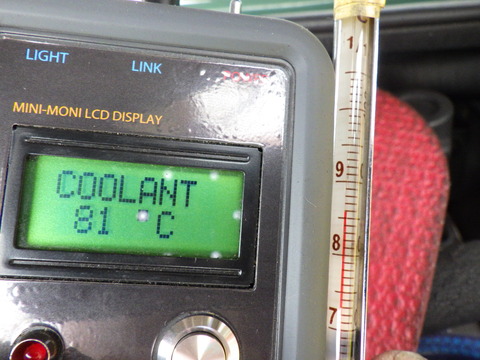 LIGHT
LINK
MINI-MONI LCD DISPLAY
COOLANT
81 °C
9
8
7